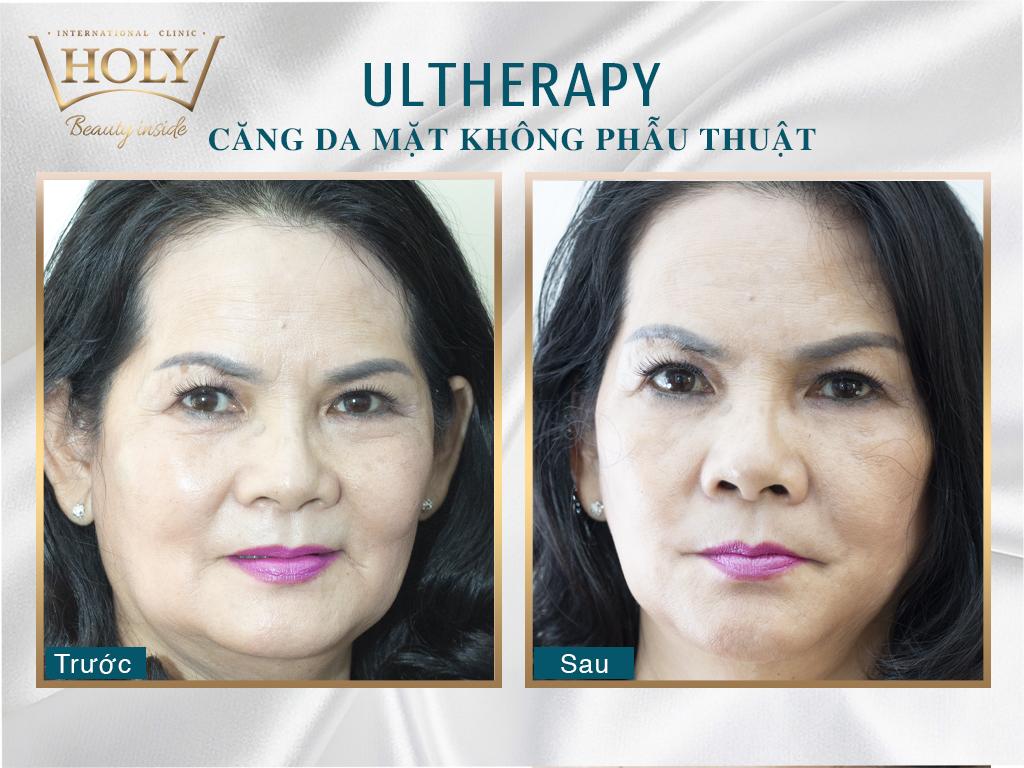 • INTERNATIONAL CLINIC •
HOLY
Beauty inside
ULTHERAPY
CĂNG DA MẶT KHÔNG PHẪU THUẬT
Trước
Sau